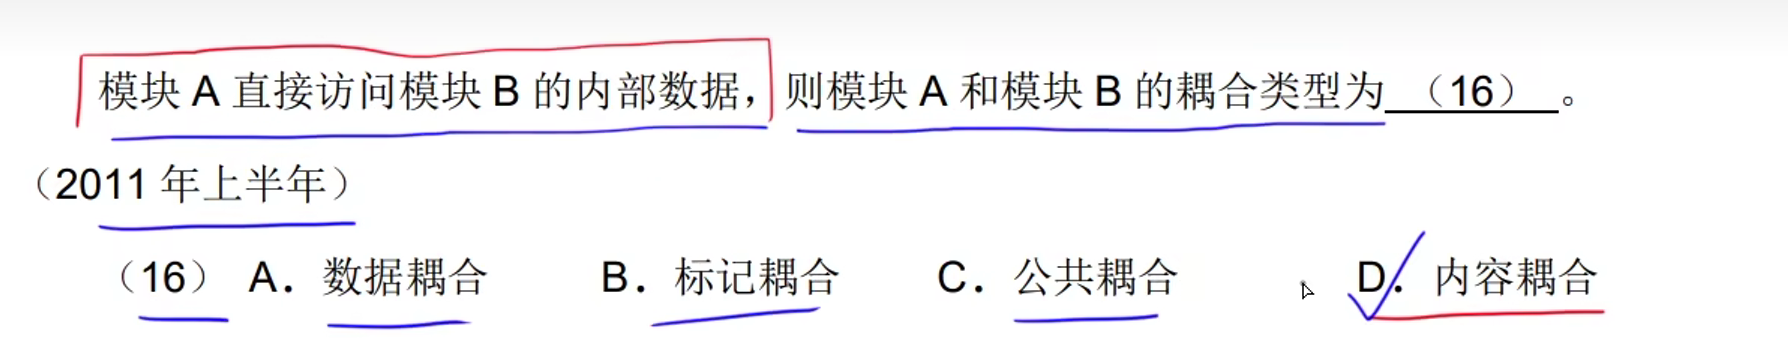 模块 A 直接访问模块 B 的内部数据，则模块 A 和模块 B 的耦合类型为 （16） 。
（2011 年上半年）
（16） A． 数据耦合 B． 标记耦合 C． 公共耦合 D． 内容耦合